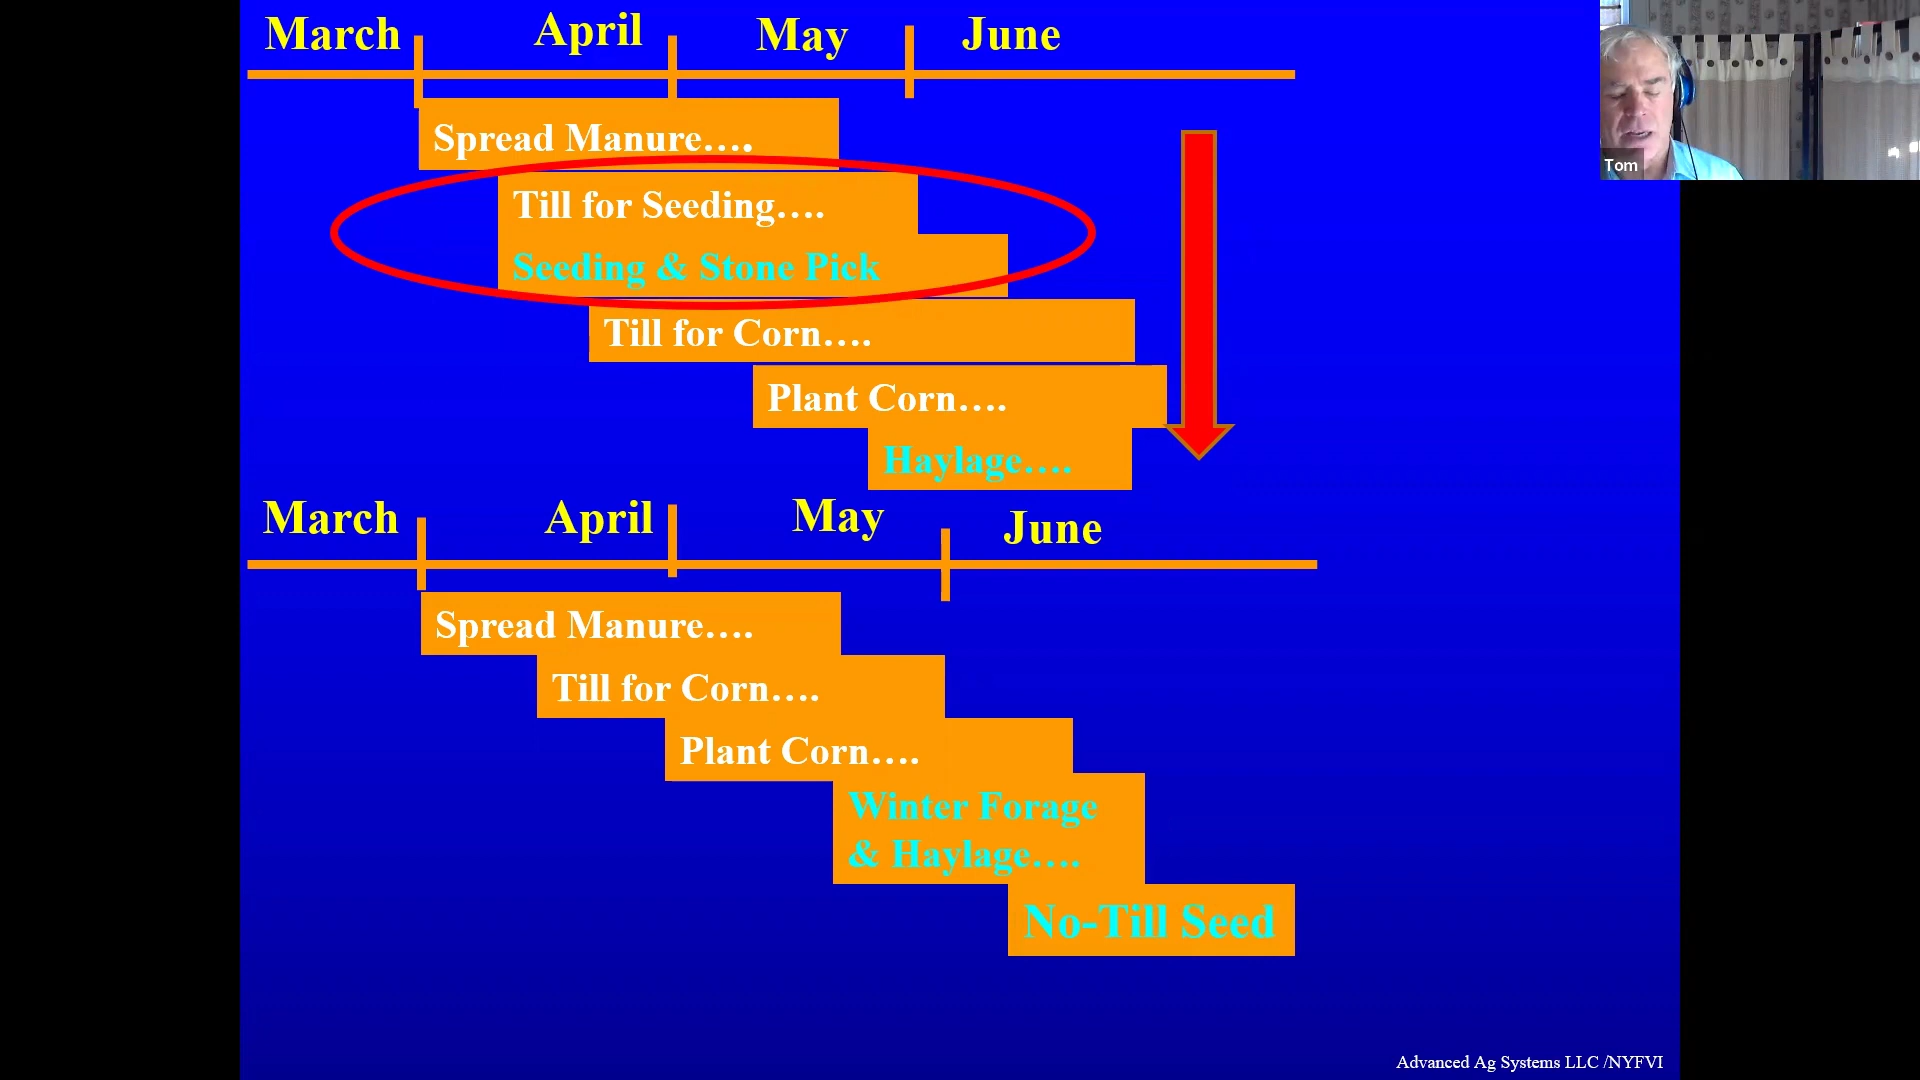 March April May June
Spread Manure….
Till for Seeding….
Seeding & Stone Pick
Till for Corn….
Plant Corn….
Haylage….
March April May June
Spread Manure….
Till for Corn….
Plant Corn….
Winter Forage
& Haylage….
No-Till Seed
Advanced Ag Systems LLC /NYFVI
Tom